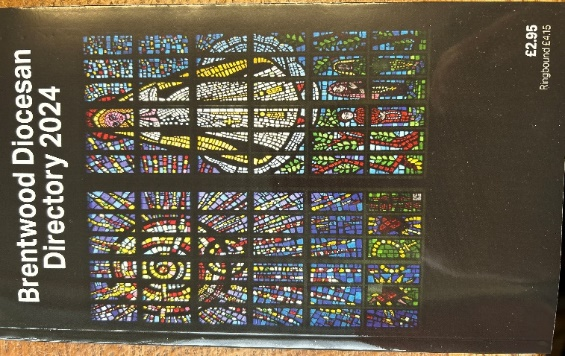 Brentwood Diocesan
Directory 2024
£2.95
Ringbound £4.15